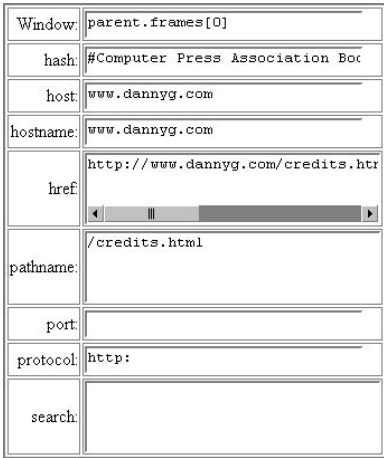 Window: parent.frames[0]
hash: #Computer Press Association Boo
host: www.dannyg.com
hostname: www.dannyg.com
href: http://www.dannyg.com/credits.htm
pathname: /credits.html
port:
protocol: http:
search: